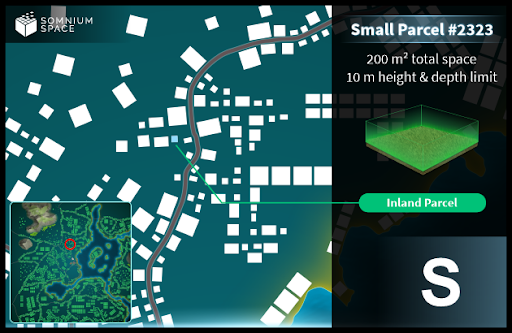 SOMNIUM
SPACE
Small Parcel #2323
200 m² total space
10 m height & depth limit
Inland Parcel
S